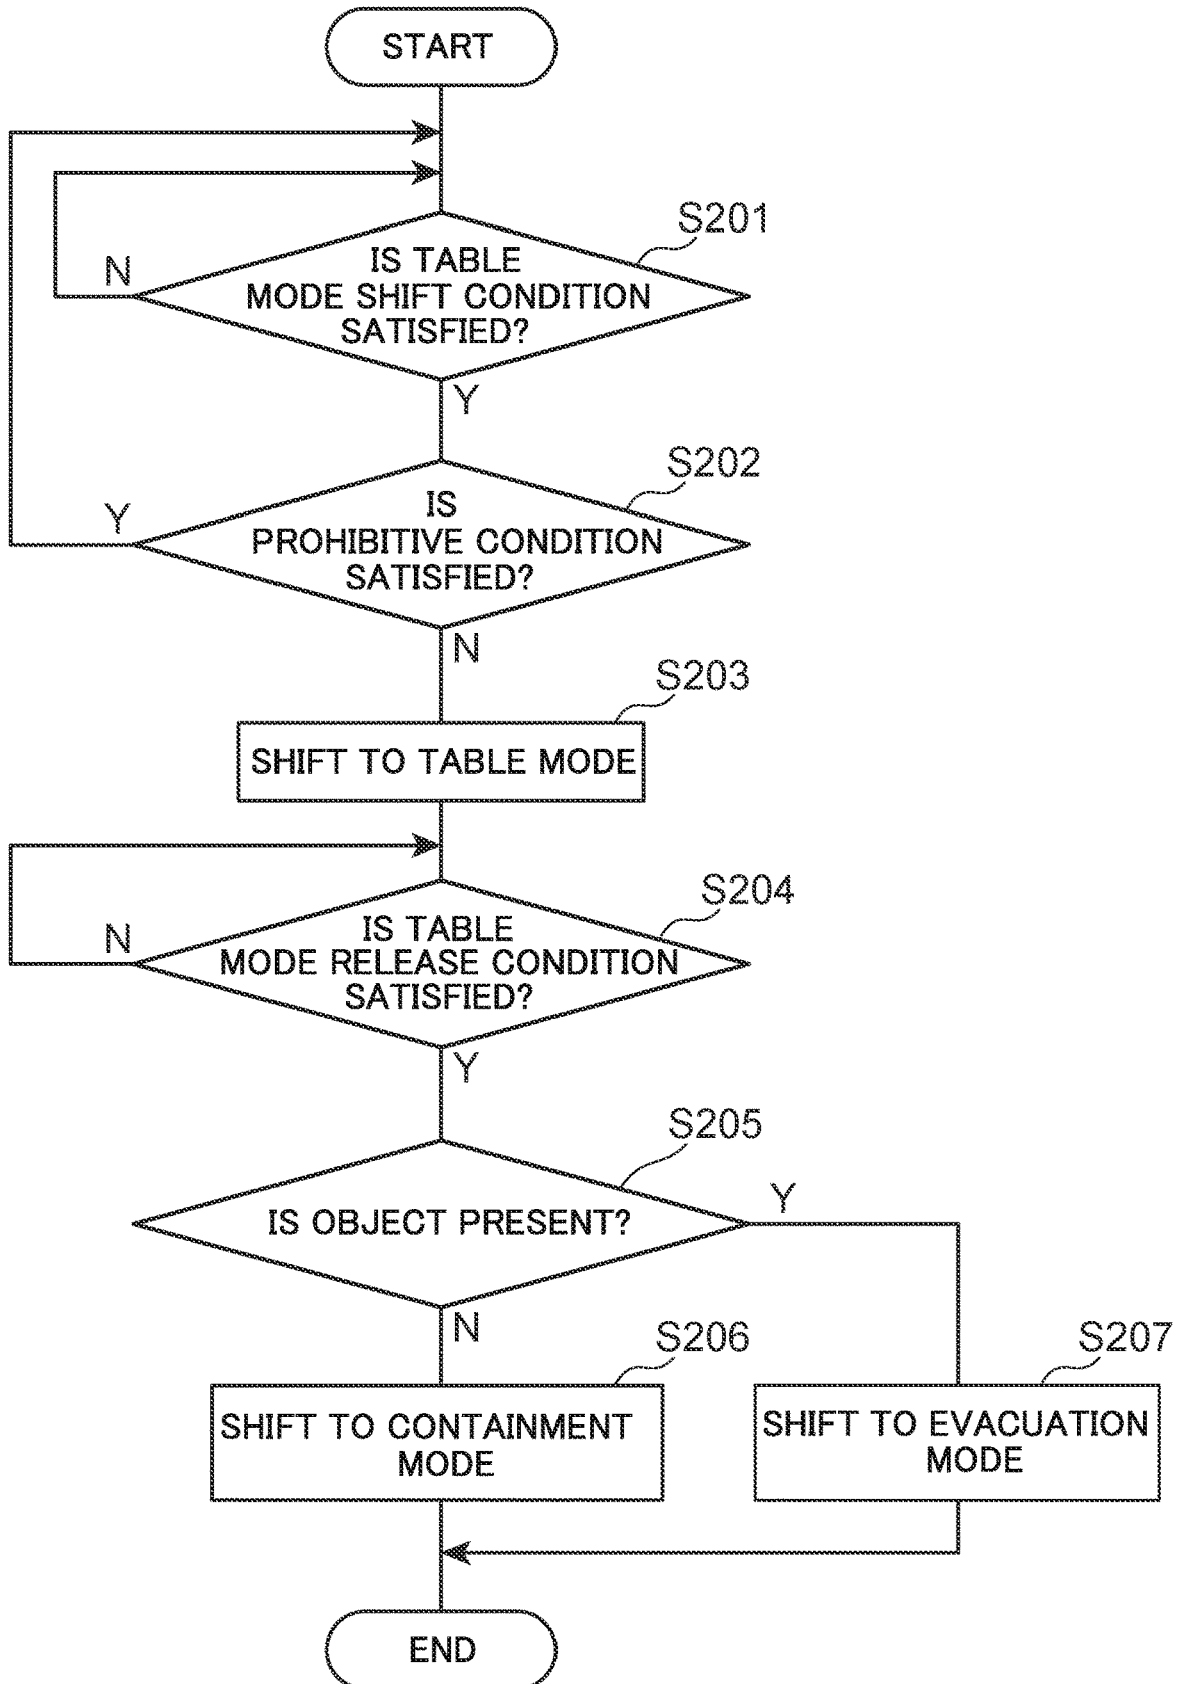 START
S201
IS TABLE
MODE SHIFT CONDITION
SATISFIED?
N
Y
S202
IS
PROHIBITIVE CONDITION
SATISFIED?
Y
N
S203
SHIFT TO TABLE MODE
S204
IS TABLE
MODE RELEASE CONDITION
SATISFIED?
N
Y
S205
IS OBJECT PRESENT?
Y
N
S206
SHIFT TO CONTAINMENT
MODE
S207
SHIFT TO EVACUATION
MODE
END